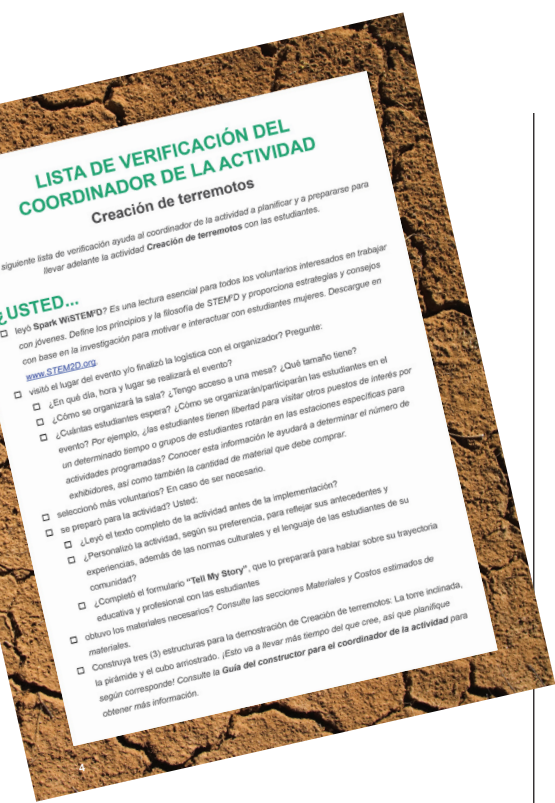 LISTA DE VERIFICACIÓN DEL
COORDINADOR DE LA ACTIVIDAD
Creación de terremotos
siguiente lista de verificación ayuda al coordinador de la actividad a planificar y a prepararse para
llevar adelante la actividad Creación de terremotos con las estudiantes.
¿USTED...
leyó Spark WiSTEM²D? Es una lectura esencial para todos los voluntarios interesados en trabajar
con jóvenes. Define los principios y la filosofía de STEM²D y proporciona estrategias y consejos
con base en la investigación para motivar e interactuar con estudiantes mujeres. Descargue en
www.STEM2D.org.
visitó el lugar del evento y/o finalizó la logística con el organizador? Pregunte:
¿En qué día, hora y lugar se realizará el evento?
¿Cómo se organizará la sala? ¿Tengo acceso a una mesa? ¿Qué tamaño tiene?
¿Cuántas estudiantes espera? ¿Cómo se organizarán/participarán las estudiantes en el
evento? Por ejemplo, ¿las estudiantes tienen libertad para visitar otros puestos de interés por
un determinado tiempo o grupos de estudiantes rotarán en las estaciones específicas para
actividades programadas? Conocer esta información le ayudará a determinar el número de
exhibidores, así como también la cantidad de material que debe comprar.
seleccionó más voluntarios? En caso de ser necesario.
se preparó para la actividad? Usted:
¿Leyó el texto completo de la actividad antes de la implementación?
¿Personalizó la actividad, según su preferencia, para reflejar sus antecedentes y
experiencias, además de las normas culturales y el lenguaje de las estudiantes de su
comunidad?
¿Completó el formulario "Tell My Story", que lo preparará para hablar sobre su trayectoria
educativa y profesional con las estudiantes
obtuvo los materiales necesarios? Consulte las secciones Materiales y Costos estimados de
materiales.
Construya tres (3) estructuras para la demostración de Creación de terremotos: La torre inclinada,
la pirámide y el cubo arriostrado. ¡Esto va a llevar más tiempo del que cree, así que planifique
según corresponde! Consulte la Guía del constructor para el coordinador de la actividad para
obtener más información.
4